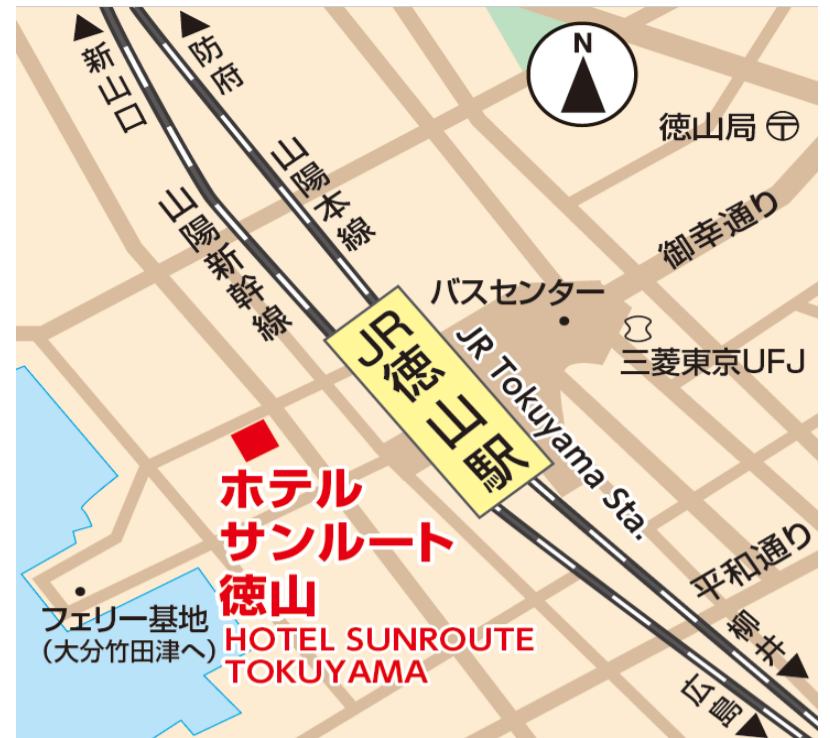 N
新山口
防府
徳山局
山陽本線
山陽新幹線
御幸通り
バスセンター
三菱東京UFJ
JR徳山駅
JR Tokuyama Sta.
ホテル
サンルート
徳山
HOTEL SUNROUTE
TOKUYAMA
フェリー基地
(大分竹田津へ)
平和通り
柳井
広島